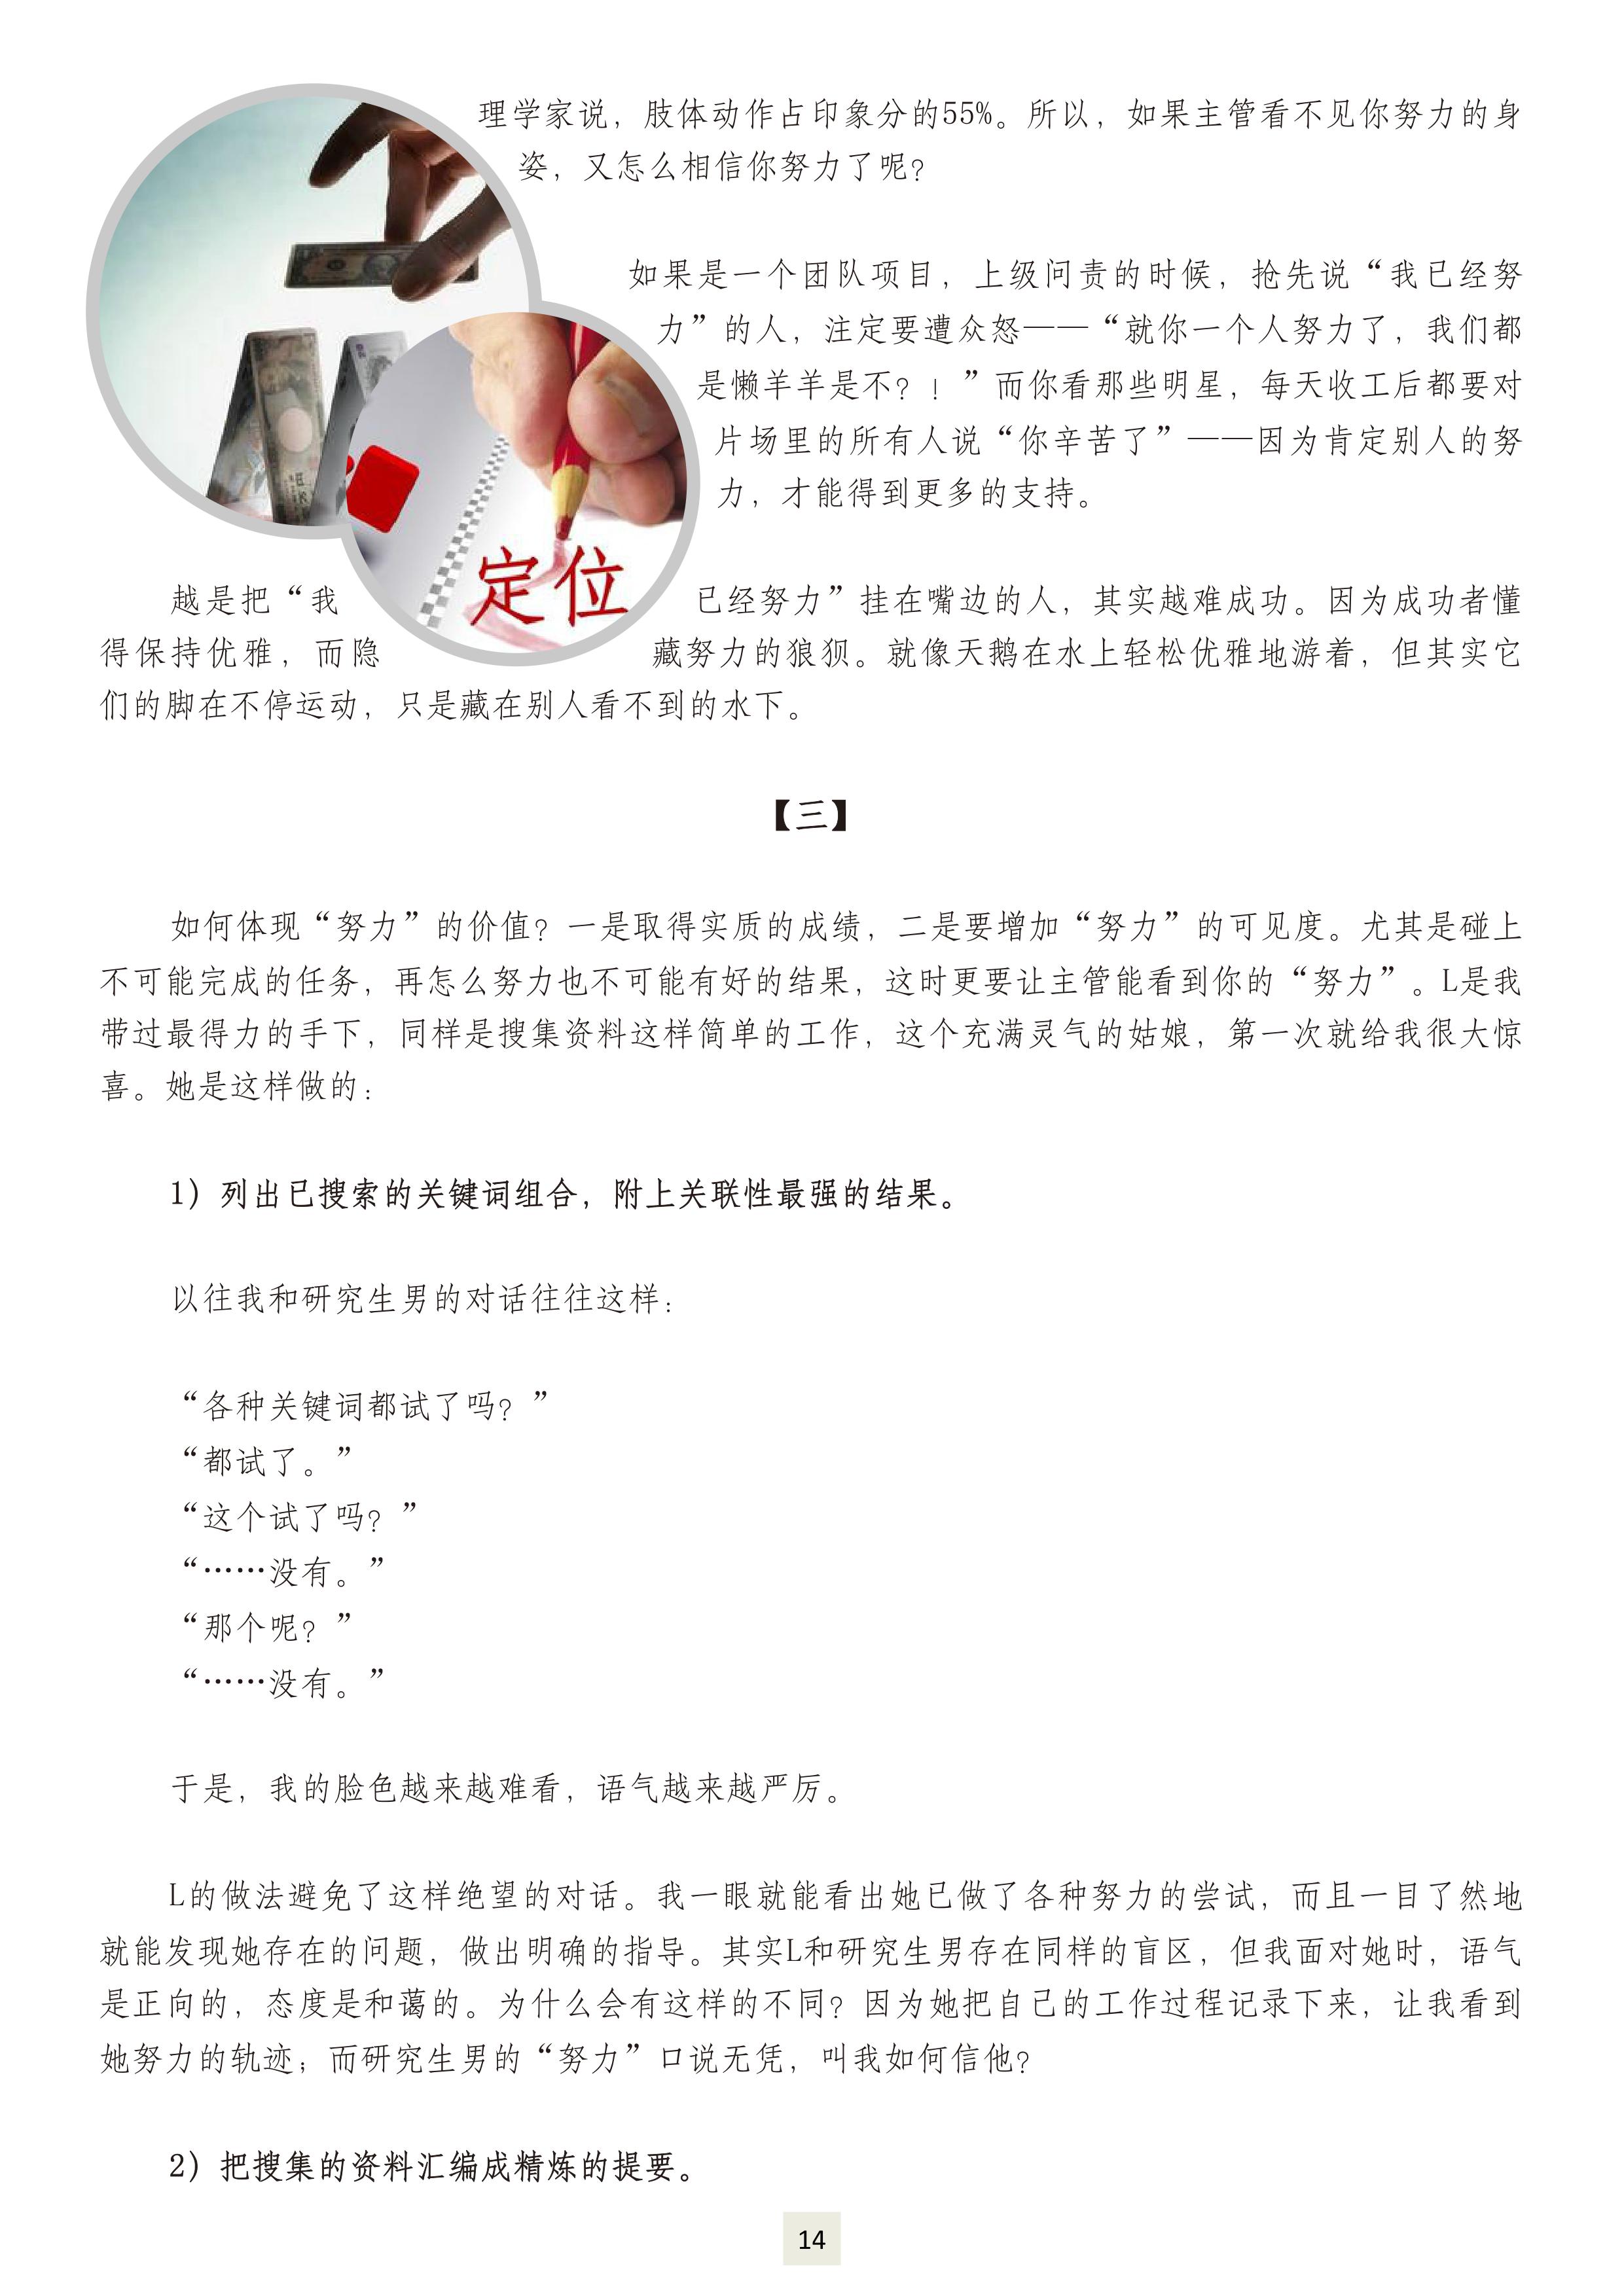 理学家说，肢体动作占印象分的55%。所以，如果主管看不见你努力的身
姿，又怎么相信你努力了呢？
如果是一个团队项目，上级问责的时候，抢先说“我已经努
力”的人，注定要遭众怒——“就你一个人努力了，我们都
是懒羊羊是不？！”而你看那些明星，每天收工后都要对
片场里的所有人说“你辛苦了”——因为肯定别人的努
力，才能得到更多的支持。
定位
越是把“我已经努力”挂在嘴边的人，其实越难成功。因为成功者懂
得保持优雅，而隐藏努力的狼狈。就像天鹅在水上轻松优雅地游着，但其实它
们的脚在不停运动，只是藏在别人看不到的水下。
【三】
如何体现“努力”的价值？一是取得实质的成绩，二是要增加“努力”的可见度。尤其是碰上
不可能完成的任务，再怎么努力也不可能有好的结果，这时更要让主管能看到你的“努力”。L是我
带过最得力的手下，同样是搜集资料这样简单的工作，这个充满灵气的姑娘，第一次就给我很大惊
喜。她是这样做的：
1）列出已搜索的关键词组合，附上关联性最强的结果。
以往我和研究生男的对话往往这样：
“各种关键词都试了吗？”
“都试了。”
“这个试了吗？”
“……没有。”
“那个呢？”
“……没有。”
于是，我的脸色越来越难看，语气越来越严厉。
L的做法避免了这样绝望的对话。我一眼就能看出她已做了各种努力的尝试，而且一目了然地
就能发现她存在的问题，做出明确的指导。其实L和研究生男存在同样的盲区，但我面对她时，语气
是正向的，态度是和蔼的。为什么会有这样的不同？因为她把自己的工作过程记录下来，让我看到
她努力的轨迹；而研究生男的“努力”口说无凭，叫我如何信他？
2）把搜集的资料汇编成精炼的提要。
14